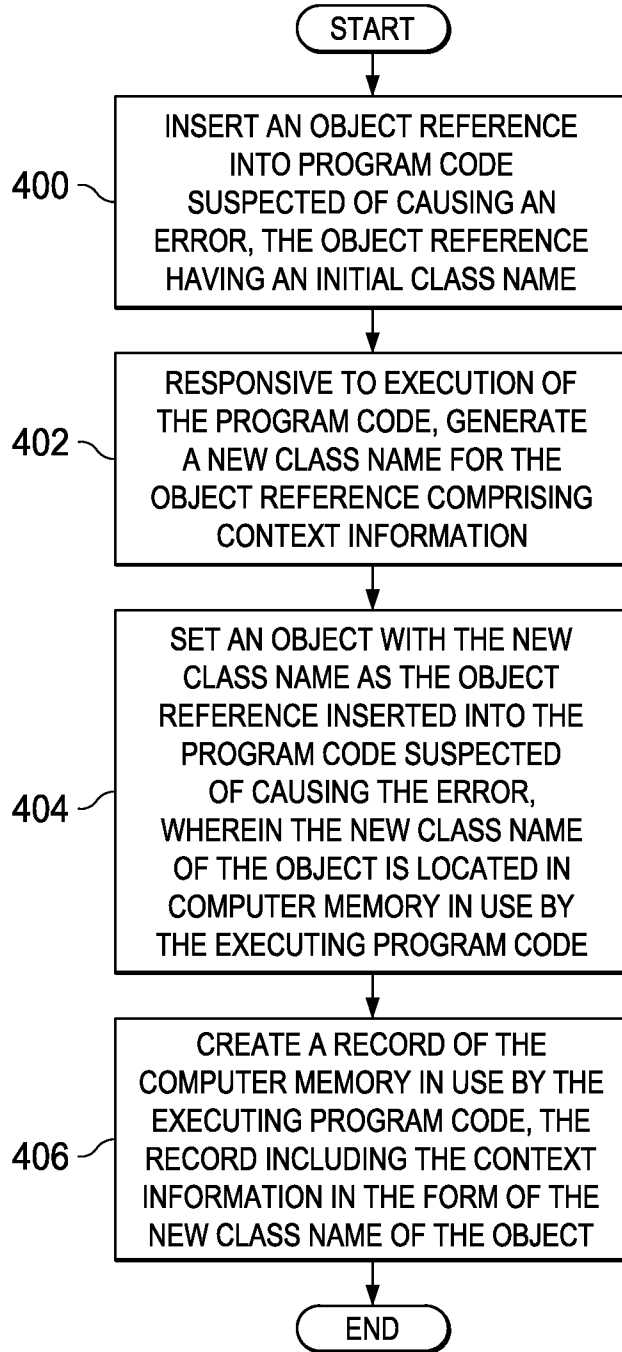 START
400
INSERT AN OBJECT REFERENCE
INTO PROGRAM CODE
SUSPECTED OF CAUSING AN
ERROR, THE OBJECT REFERENCE
HAVING AN INITIAL CLASS NAME
402
RESPONSIVE TO EXECUTION OF
THE PROGRAM CODE, GENERATE
A NEW CLASS NAME FOR THE
OBJECT REFERENCE COMPRISING
CONTEXT INFORMATION
404
SET AN OBJECT WITH THE NEW
CLASS NAME AS THE OBJECT
REFERENCE INSERTED INTO THE
PROGRAM CODE SUSPECTED
OF CAUSING THE ERROR,
WHEREIN THE NEW CLASS NAME
OF THE OBJECT IS LOCATED IN
COMPUTER MEMORY IN USE BY
THE EXECUTING PROGRAM CODE
406
CREATE A RECORD OF THE
COMPUTER MEMORY IN USE BY THE
EXECUTING PROGRAM CODE, THE
RECORD INCLUDING THE CONTEXT
INFORMATION IN THE FORM OF THE
NEW CLASS NAME OF THE OBJECT
END